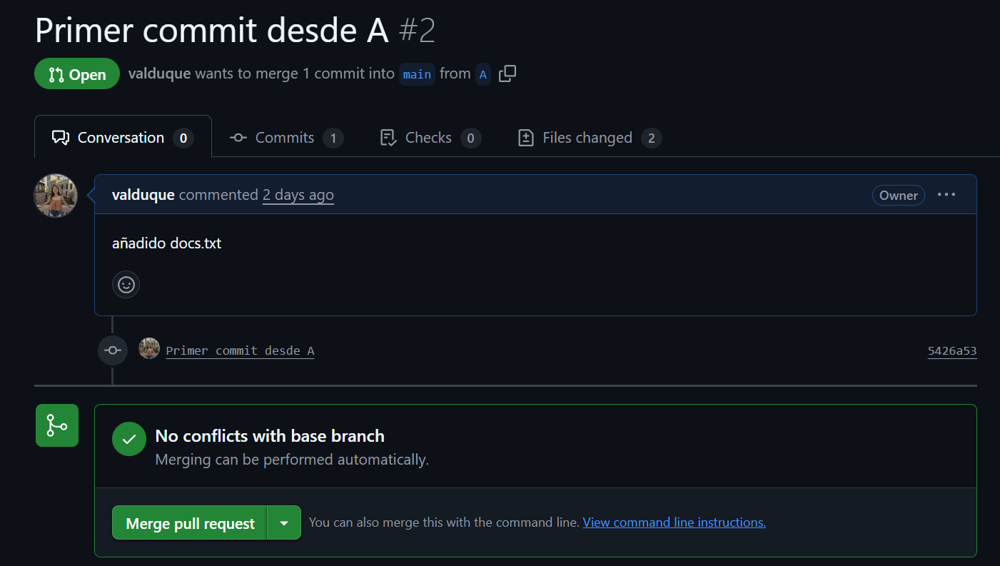 Primer commit desde A #2
Open valduque wants to merge 1 commit into main from A
Conversation 0 Commits 1 Checks 0 Files changed 2
valduque commented 2 days ago Owner
añadido docs.txt
Primer commit desde A 5426a53
No conflicts with base branch
Merging can be performed automatically.
Merge pull request You can also merge this with the command line. View command line instructions.